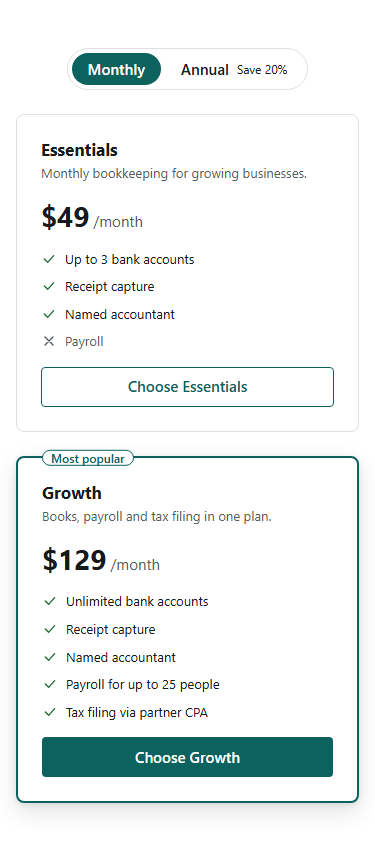 Monthly Annual Save 20%
Essentials
Monthly bookkeeping for growing businesses.
$49 /month
Up to 3 bank accounts
Receipt capture
Named accountant
Payroll
Choose Essentials
Most popular
Growth
Books, payroll and tax filing in one plan.
$129 /month
Unlimited bank accounts
Receipt capture
Named accountant
Payroll for up to 25 people
Tax filing via partner CPA
Choose Growth